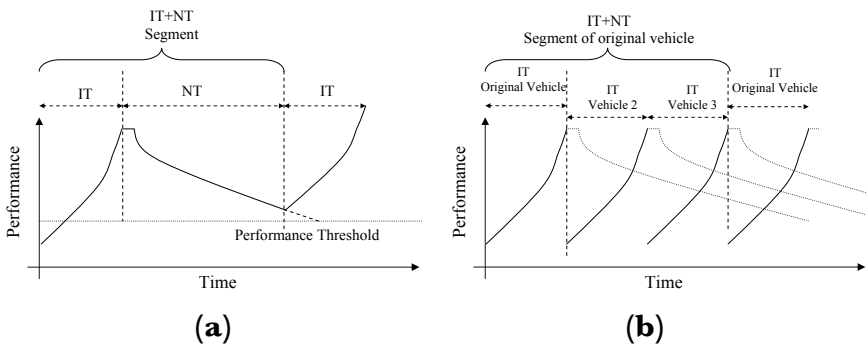 IT+NT
Segment
IT
NT
IT
Performance
Performance Threshold
Time
(a)
IT+NT
Segment of original vehicle
IT
Original Vehicle
IT
Vehicle 2
IT
Vehicle 3
IT
Original Vehicle
Performance
Time
(b)